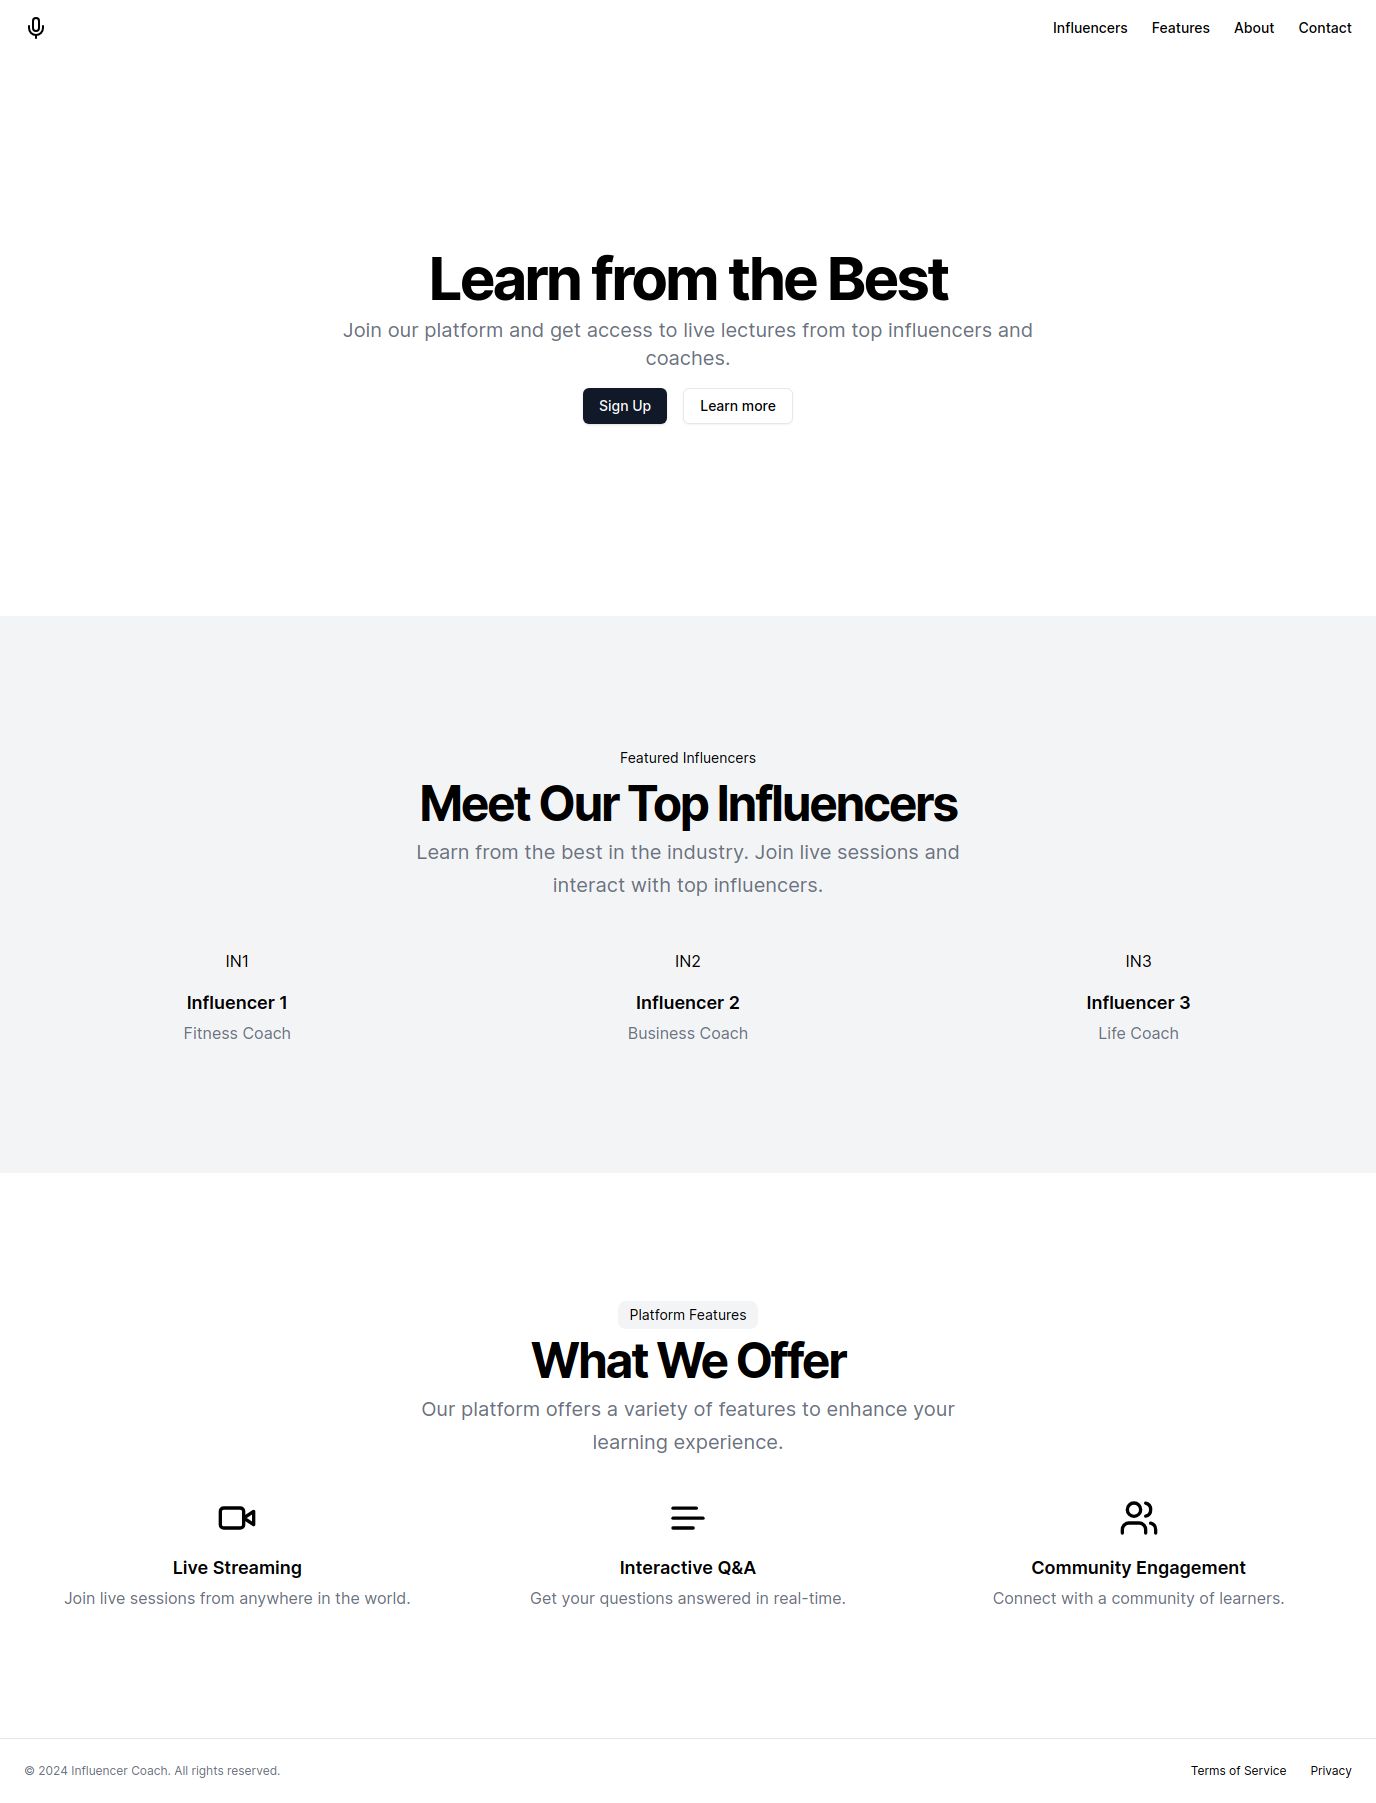 Influencers Features About Contact
Learn from the Best
Join our platform and get access to live lectures from top influencers and
coaches.
Sign Up Learn more
Featured Influencers
Meet Our Top Influencers
Learn from the best in the industry. Join live sessions and
interact with top influencers.
IN1 IN2 IN3
Influencer 1 Influencer 2 Influencer 3
Fitness Coach Business Coach Life Coach
Platform Features
What We Offer
Our platform offers a variety of features to enhance your
learning experience.
Live Streaming Interactive Q&A Community Engagement
Join live sessions from anywhere in the world. Get your questions answered in real-time. Connect with a community of learners.
© 2024 Influencer Coach. All rights reserved. Terms of Service Privacy